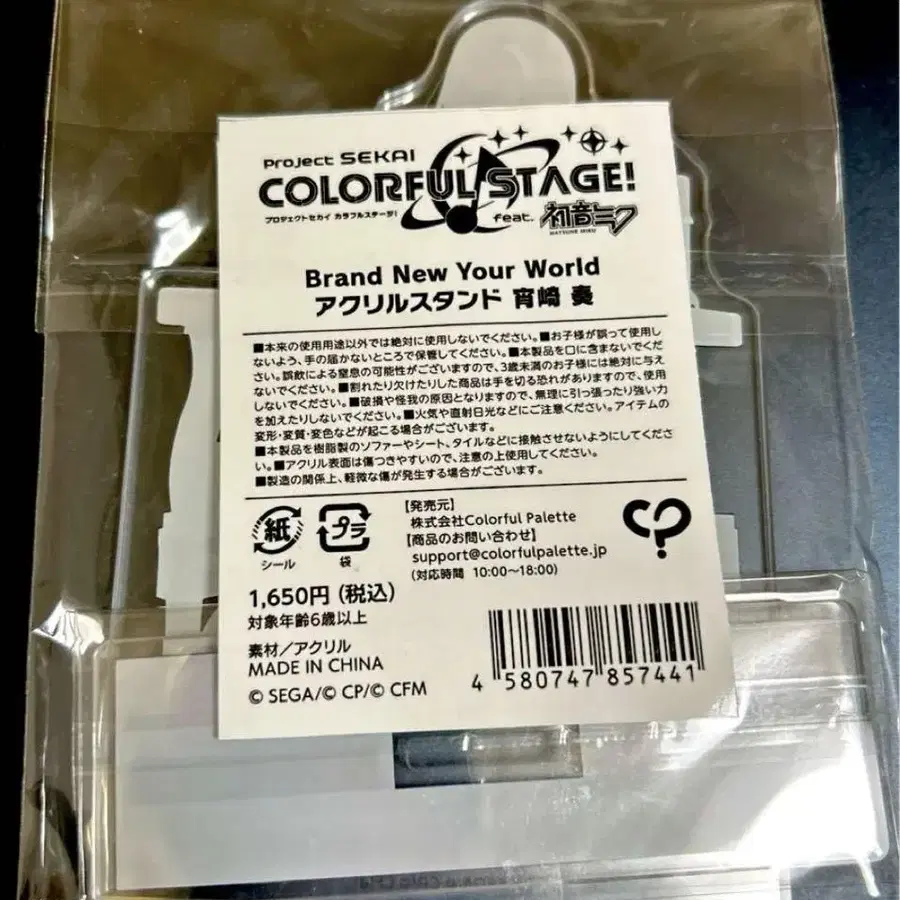 Project SEKAI
COLORFUL STAGE!
プロジェクトセカイ カラフルステージ!
feat. 初音ミク
HATSUNE MIKU
Brand New Your World
アクリルスタンド 宵崎 奏
■本来の使用用途以外では絶対に使用しないでください。■お子様が誤って使用し
ないよう、手の届かないところで保管してください。■本製品を口に含まないでくだ
さい。誤飲による窒息の可能性がございますので、3歳未満のお子様には絶対に与え
ないでください。■割れたり欠けたりした商品は手を切る恐れがありますので、使用
しないでください。■破損や怪我の原因となりますので、無理に引っ張ったり強い力
を加えたりしないでください。■火気や直射日光などにご注意ください。アイテムの
変形・変質・変色などが起こる場合がございます。
■本製品を樹脂製のソファーやシート、タイルなどに接触させないようにしてくださ
い。■アクリル表面は傷つきやすいので、注意の上使用してください。
■製造の関係上、軽微な傷が発生する場合がございます。
紙
シール
プラ
袋
【発売元】
株式会社Colorful Palette
【商品のお問い合わせ】
support@colorfulpalette.jp
(対応時間 10:00〜18:00)
1,650円(税込)
対象年齢6歳以上
素材/アクリル
MADE IN CHINA
© SEGA/© CP/© CFM
4 580747 857441